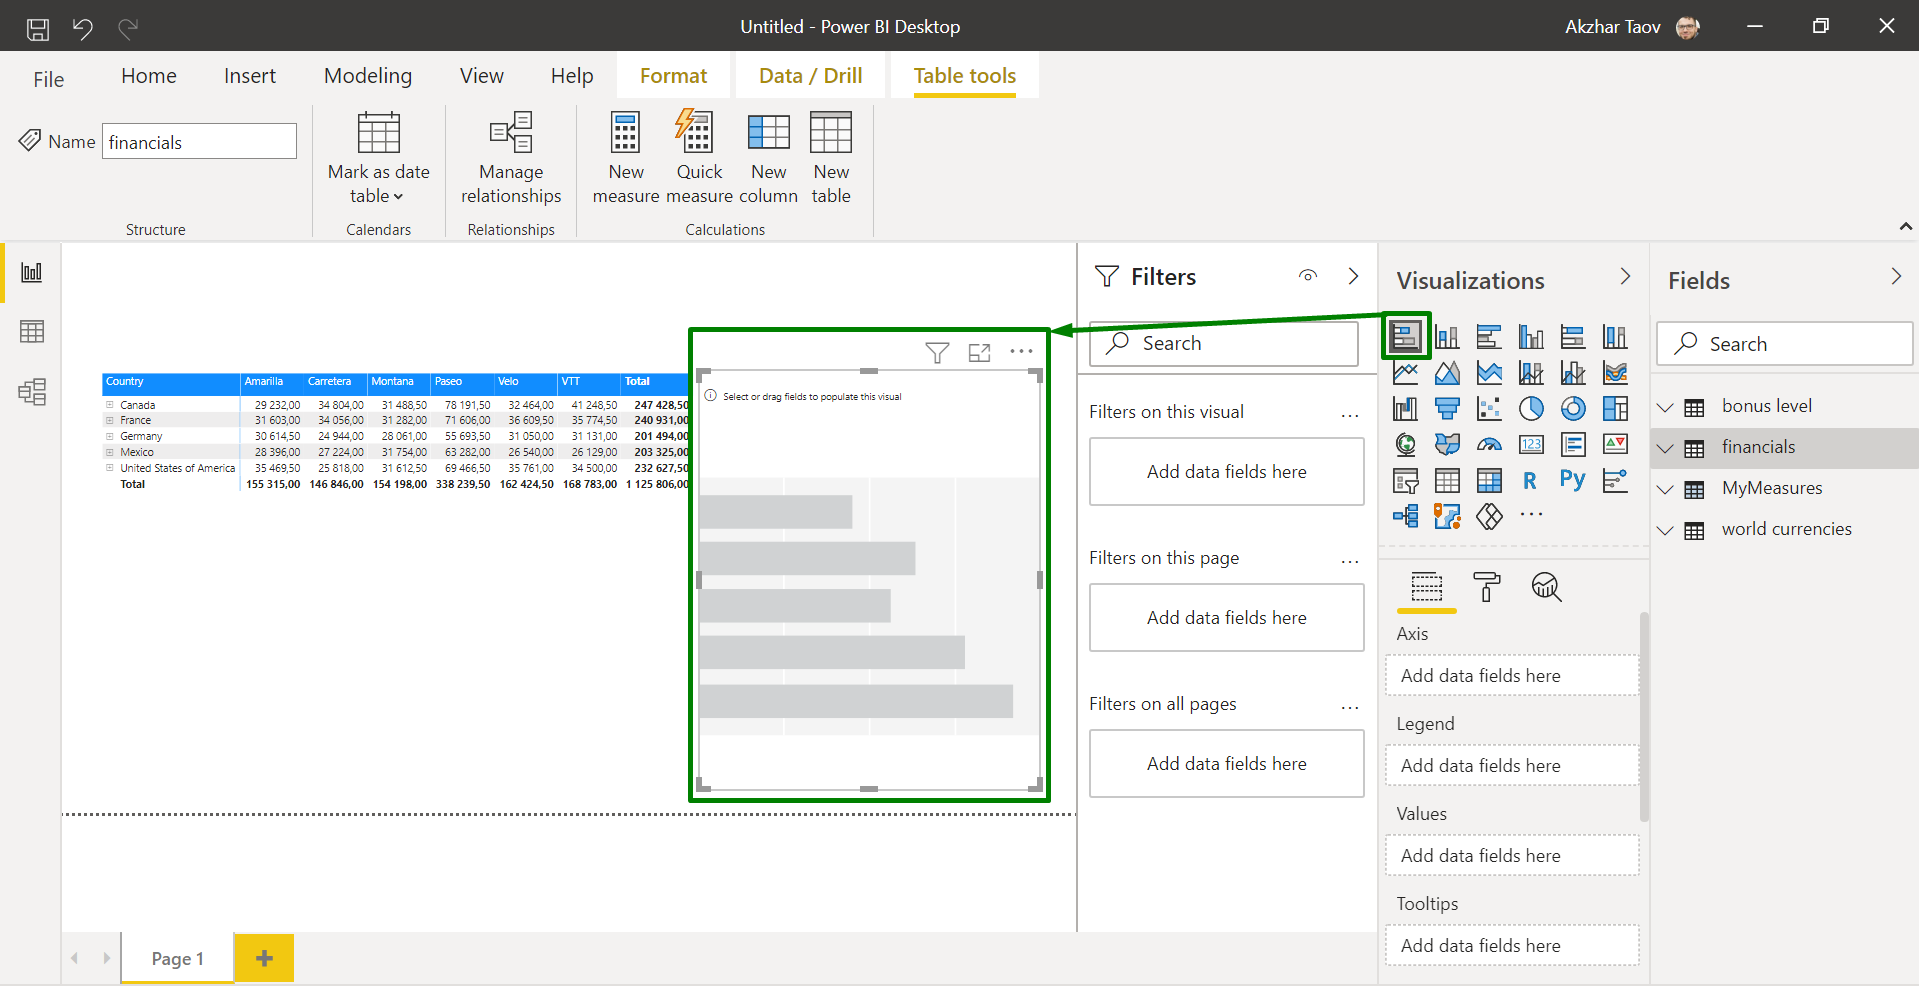 Untitled - Power BI Desktop
Akzhar Taov
File Home Insert Modeling View Help Format Data / Drill Table tools
Name financials
Mark as date
table
Manage
relationships
New
measure
Quick
measure
New
column
New
table
Structure Calendars Relationships Calculations
Country Amarilla Carretera Montana Paseo Velo VTT Total
Canada 29 232,00 34 804,00 31 488,50 78 191,50 32 464,00 41 248,50 247 428,50
France 31 603,00 34 056,00 31 282,00 71 606,00 36 609,50 35 774,50 240 931,00
Germany 30 614,50 24 944,00 28 061,00 55 693,50 31 050,00 31 131,00 201 494,00
Mexico 28 396,00 27 224,00 31 754,00 63 282,00 26 540,00 26 129,00 203 325,00
United States of America 35 469,50 25 818,00 31 612,50 69 466,50 35 761,00 34 500,00 232 627,50
Total 155 315,00 146 846,00 154 198,00 338 239,50 162 424,50 168 783,00 1 125 806,00
Select or drag fields to populate this visual
Filters
Search
Filters on this visual ...
Add data fields here
Filters on this page ...
Add data fields here
Filters on all pages ...
Add data fields here
Visualizations
123
R Py
...
Axis
Add data fields here
Legend
Add data fields here
Values
Add data fields here
Tooltips
Add data fields here
Fields
Search
bonus level
financials
MyMeasures
world currencies
Page 1